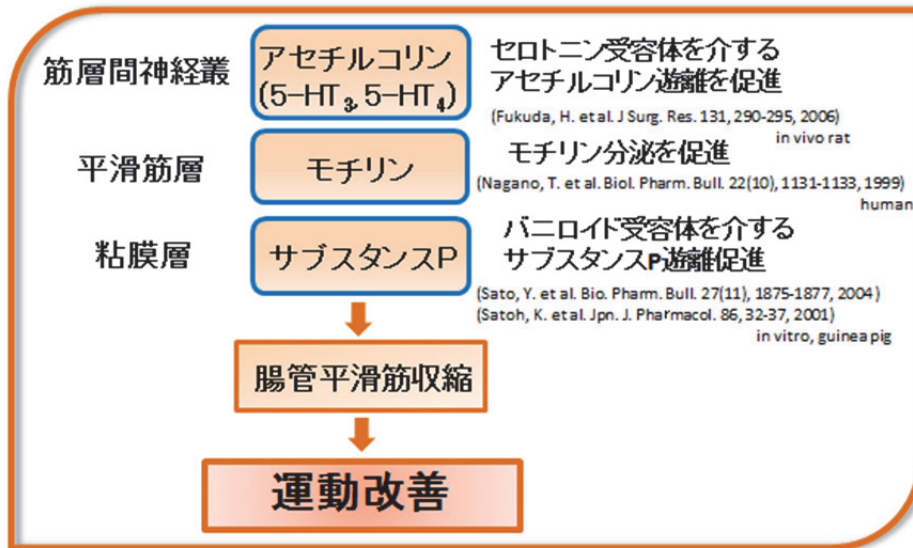 筋層間神経叢
アセチルコリン
(5-HT₃, 5-HT₄)
セロトニン受容体を介する
アセチルコリン遊離を促進
(Fukuda, H. et al. J Surg. Res. 131, 290-295, 2006)
in vivo rat
平滑筋層
モチリン
モチリン分泌を促進
(Nagano, T. et al. Biol. Pharm. Bull. 22(10), 1131-1133, 1999)
human
粘膜層
サブスタンスP
バニロイド受容体を介する
サブスタンスP遊離促進
(Sato, Y. et al. Bio. Pharm. Bull. 27(11), 1875-1877, 2004)
(Satoh, K. et al. Jpn. J. Pharmacol. 86, 32-37, 2001)
in vitro, guinea pig
腸管平滑筋収縮
運動改善